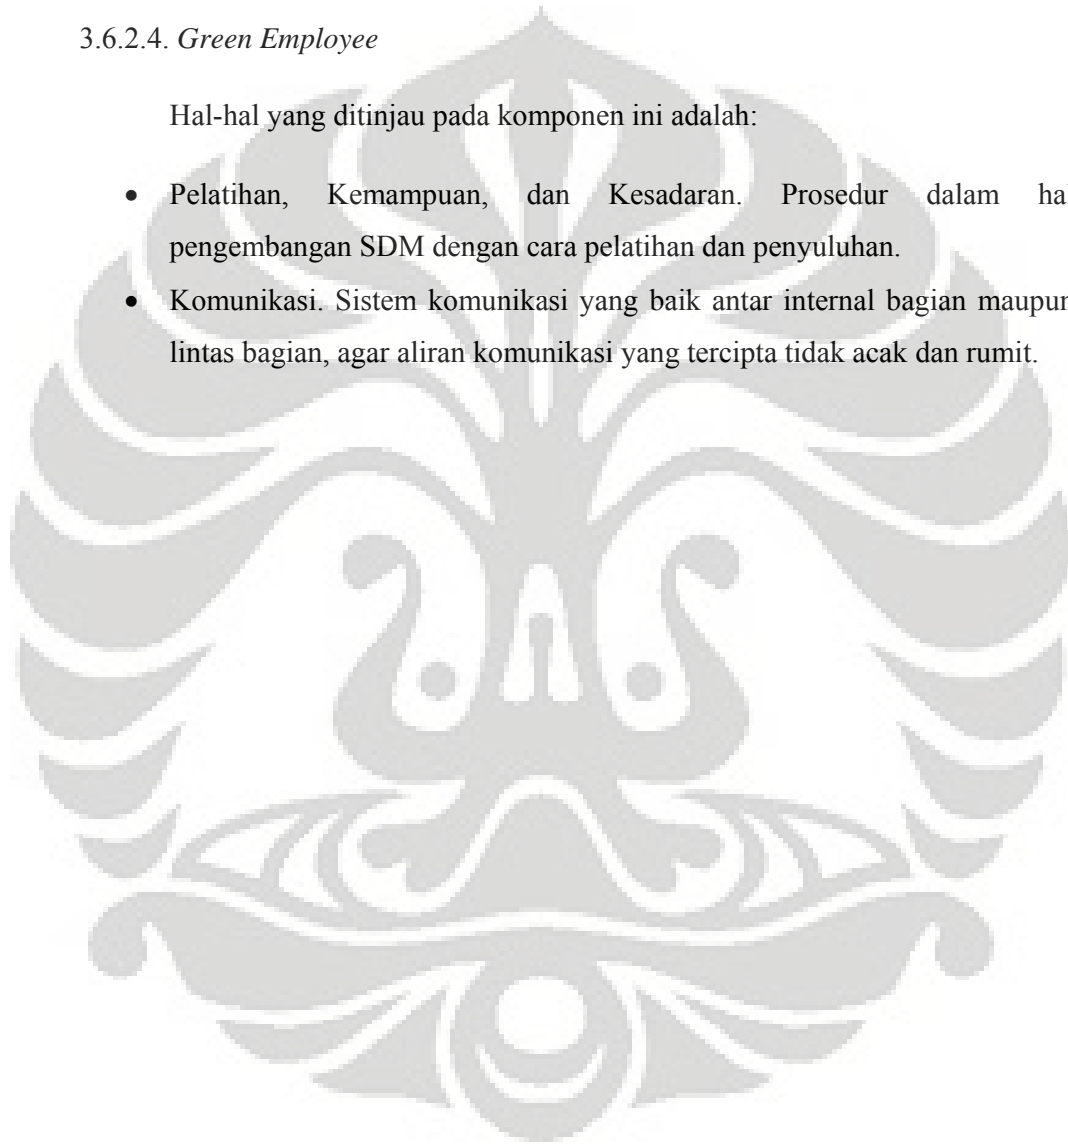 3.6.2.4. Green Employee
Hal-hal yang ditinjau pada komponen ini adalah:
• Pelatihan, Kemampuan, dan Kesadaran. Prosedur dalam hal
pengembangan SDM dengan cara pelatihan dan penyuluhan.
• Komunikasi. Sistem komunikasi yang baik antar internal bagian maupun
lintas bagian, agar aliran komunikasi yang tercipta tidak acak dan rumit.